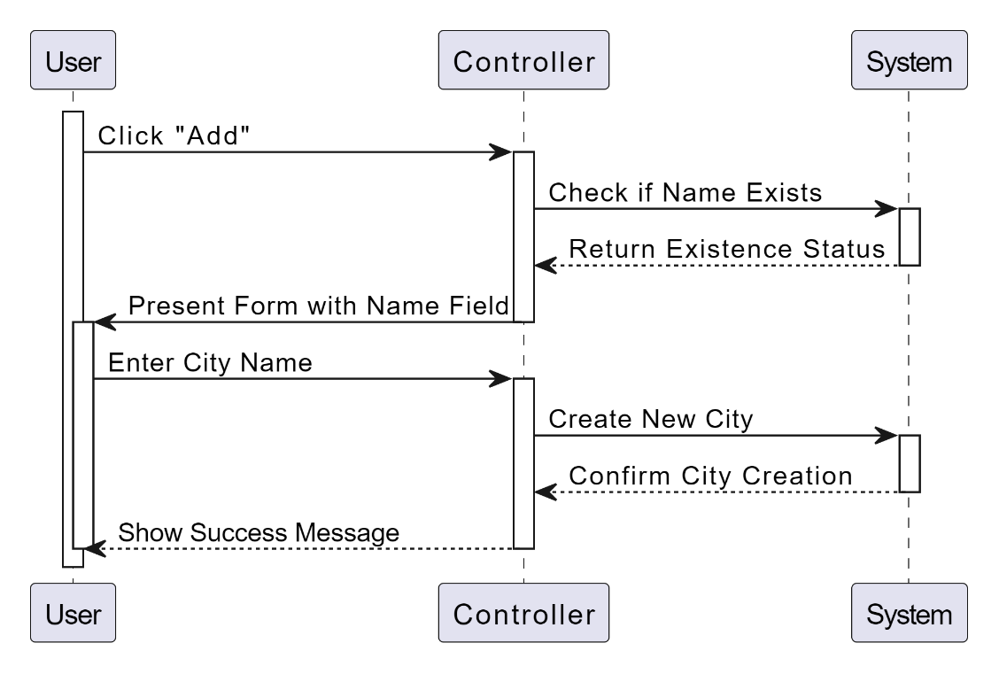 User
Controller
System
Click "Add"
Check if Name Exists
Return Existence Status
Present Form with Name Field
Enter City Name
Create New City
Confirm City Creation
Show Success Message
User
Controller
System